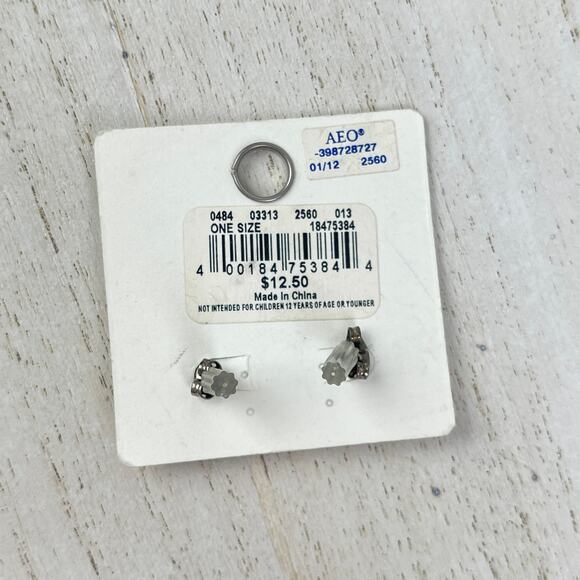 AEO®
-398728727
01/12 2560
0484 03313 2560 013
ONE SIZE 18475384
4 00184 75384 4
$12.50
Made In China
NOT INTENDED FOR CHILDREN 12 YEARS OF AGE OR YOUNGER